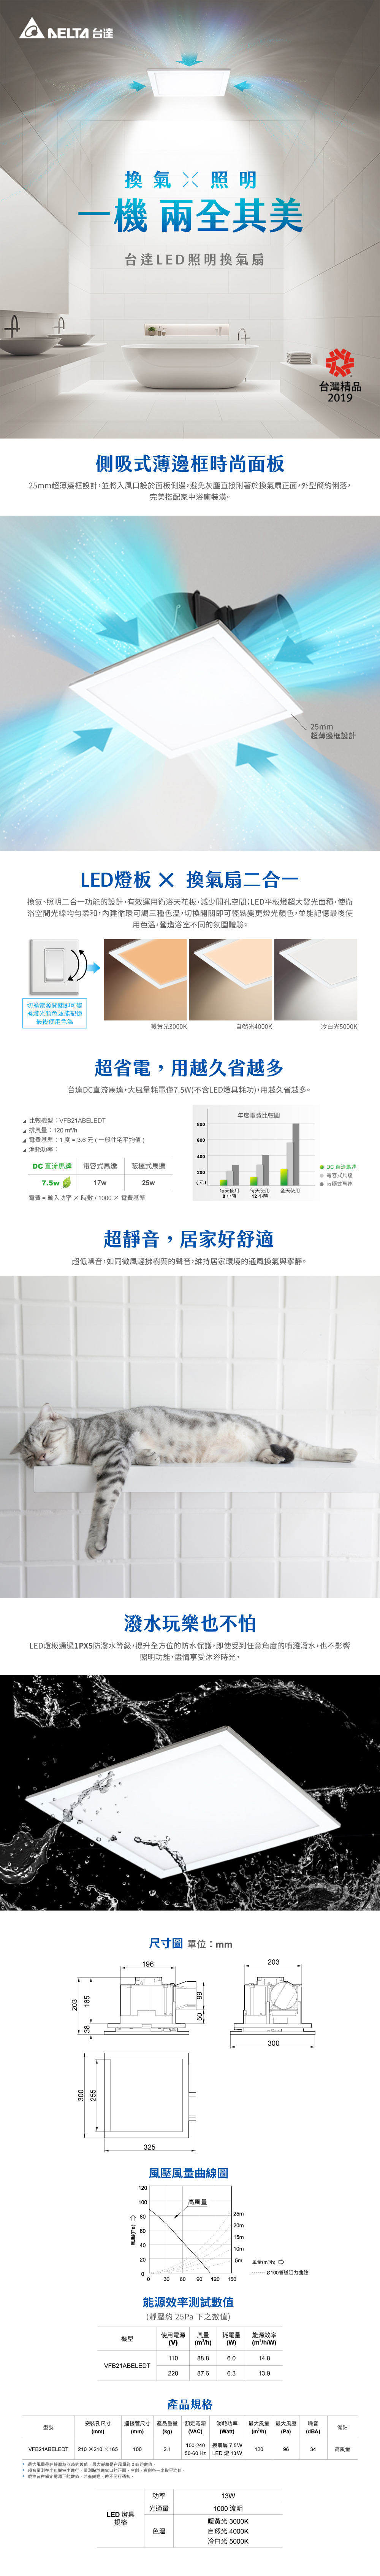 DELTA 台達
換氣 × 照明
一機 兩全其美
台達LED照明換氣扇
台灣精品
2019
側吸式薄邊框時尚面板
25mm超薄邊框設計,並將入風口設於面板側邊,避免灰塵直接附著於換氣扇正面,外型簡約俐落,
完美搭配家中浴廁裝潢。
25mm
超薄邊框設計
LED燈板 × 換氣扇二合一
換氣、照明二合一功能的設計,有效運用衛浴天花板,減少開孔空間;LED平板燈超大發光面積,使衛
浴空間光線均勻柔和,內建循環可調三種色溫,切換開關即可輕鬆變更燈光顏色,並能記憶最後使
用色溫,營造浴室不同的氛圍體驗。
切換電源開關即可變
換燈光顏色並能記憶
最後使用色溫
暖黃光3000K
自然光4000K
冷白光5000K
超省電，用越久省越多
台達DC直流馬達,大風量耗電僅7.5W(不含LED燈具耗功),用越久省越多。
比較機型：VFB21ABELEDT
排風量：120 m³/h
電費基準：1 度 = 3.6 元 ( 一般住宅平均值 )
消耗功率：
DC 直流馬達 電容式馬達 蔽極式馬達
7.5w 17w 25w
電費 = 輸入功率 × 時數 / 1000 × 電費基準
年度電費比較圖
800
600
400
200
(元)
每天使用
8 小時
每天使用
12 小時
全天使用
DC 直流馬達
電容式馬達
蔽極式馬達
超靜音，居家好舒適
超低噪音,如同微風輕拂樹葉的聲音,維持居家環境的通風換氣與寧靜。
潑水玩樂也不怕
LED燈板通過1PX5防潑水等級,提升全方位的防水保護,即使受到任意角度的噴濺潑水,也不影響
照明功能,盡情享受沐浴時光。
尺寸圖 單位：mm
196
203
165
38
99
50
203
300
300
255
325
風壓風量曲線圖
120
100
80
60
40
20
0
風壓(Pa)
高風量
25m
20m
15m
10m
5m
0 30 60 90 120 150
風量(m³/h)
Ø100管道阻力曲線
能源效率測試數值
(靜壓約 25Pa 下之數值)
機型 使用電源 (V) 風量 (m³/h) 耗電量 (W) 能源效率 (m³/h/W)
VFB21ABELEDT
110 88.8 6.0 14.8
220 87.6 6.3 13.9
產品規格
型號 安裝孔尺寸 (mm) 連接管尺寸 (mm) 產品重量 (kg) 額定電源 (VAC) 消耗功率 (Watt) 最大風量 (m³/h) 最大風壓 (Pa) 噪音 (dBA) 備註
VFB21ABELEDT 210 ×210 ×165 100 2.1 100-240 50-60 Hz 換氣扇 7.5 W LED 燈 13 W 120 96 34 高風量
LED 燈具
規格
功率 13W
光通量 1000 流明
色溫
暖黃光 3000K
自然光 4000K
冷白光 5000K